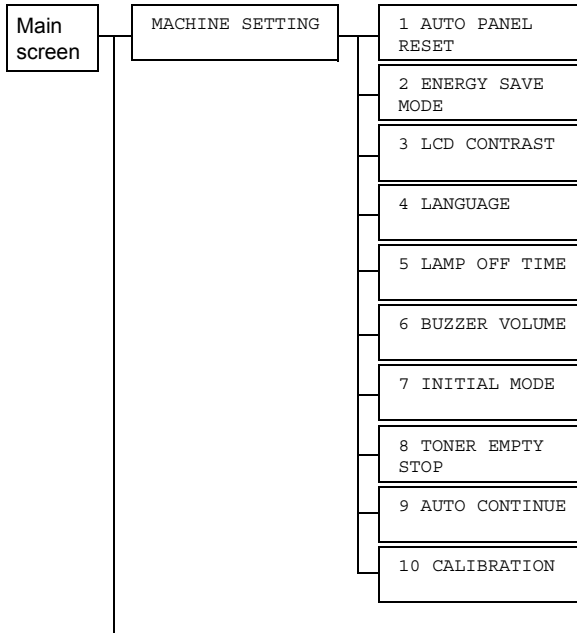 Main
screen
MACHINE SETTING
1 AUTO PANEL
RESET
2 ENERGY SAVE
MODE
3 LCD CONTRAST
4 LANGUAGE
5 LAMP OFF TIME
6 BUZZER VOLUME
7 INITIAL MODE
8 TONER EMPTY
STOP
9 AUTO CONTINUE
10 CALIBRATION